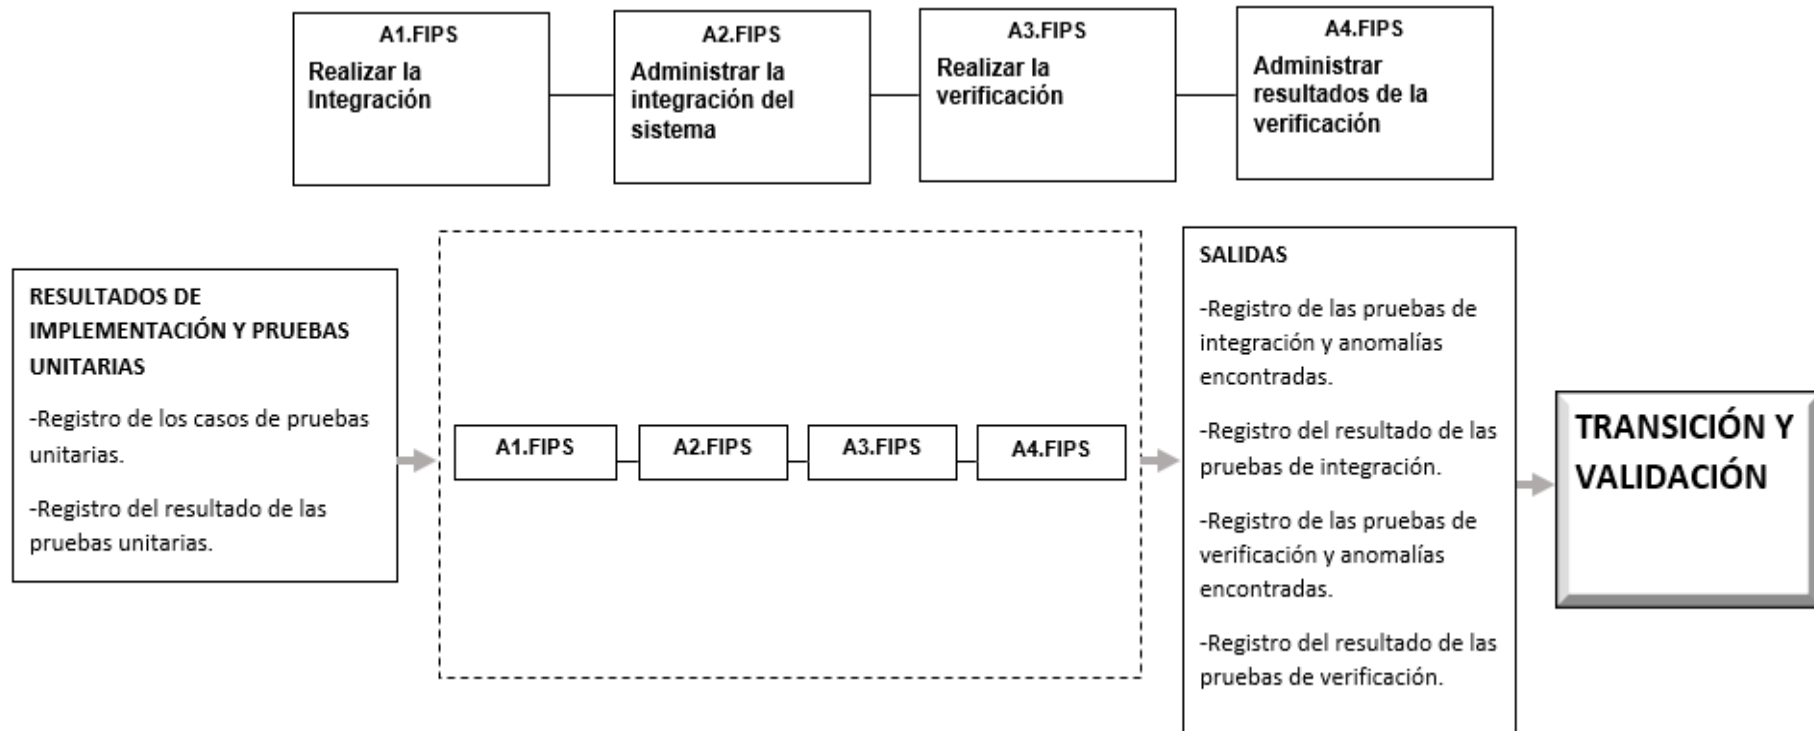 A1.FIPS
Realizar la
Integración
A2.FIPS
Administrar la
integración del
sistema
A3.FIPS
Realizar la
verificación
A4.FIPS
Administrar
resultados de la
verificación
RESULTADOS DE
IMPLEMENTACIÓN Y PRUEBAS
UNITARIAS
-Registro de los casos de pruebas
unitarias.
-Registro del resultado de las
pruebas unitarias.
A1.FIPS
A2.FIPS
A3.FIPS
A4.FIPS
SALIDAS
-Registro de las pruebas de
integración y anomalías
encontradas.
-Registro del resultado de las
pruebas de integración.
-Registro de las pruebas de
verificación y anomalías
encontradas.
-Registro del resultado de las
pruebas de verificación.
TRANSICIÓN Y
VALIDACIÓN